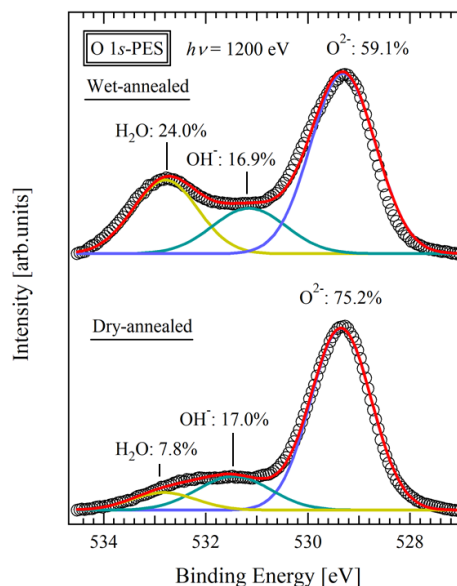 O 1s-PES hν = 1200 eV O²⁻: 59.1%
Wet-annealed
H₂O: 24.0%
OH⁻: 16.9%
O²⁻: 75.2%
Dry-annealed
OH⁻: 17.0%
H₂O: 7.8%
Intensity [arb.units]
534 532 530 528
Binding Energy [eV]